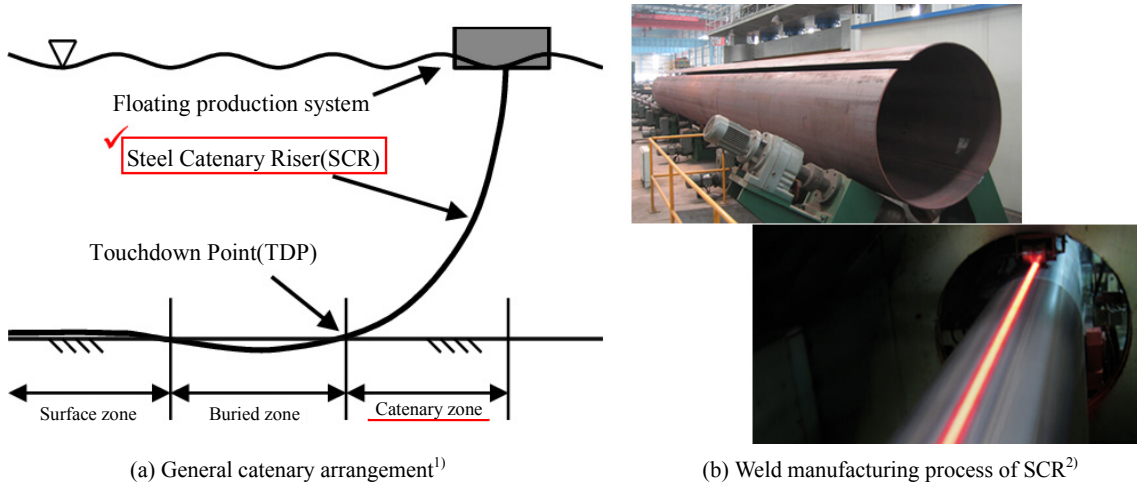 Floating production system
Steel Catenary Riser(SCR)
Touchdown Point(TDP)
Surface zone
Buried zone
Catenary zone
(a) General catenary arrangement¹⁾
(b) Weld manufacturing process of SCR²⁾